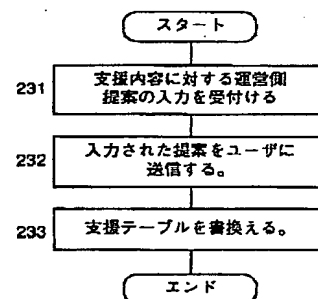 スタート
231
支援内容に対する運営側
提案の入力を受付ける
232
入力された提案をユーザに
送信する。
233
支援テーブルを書換える。
エンド